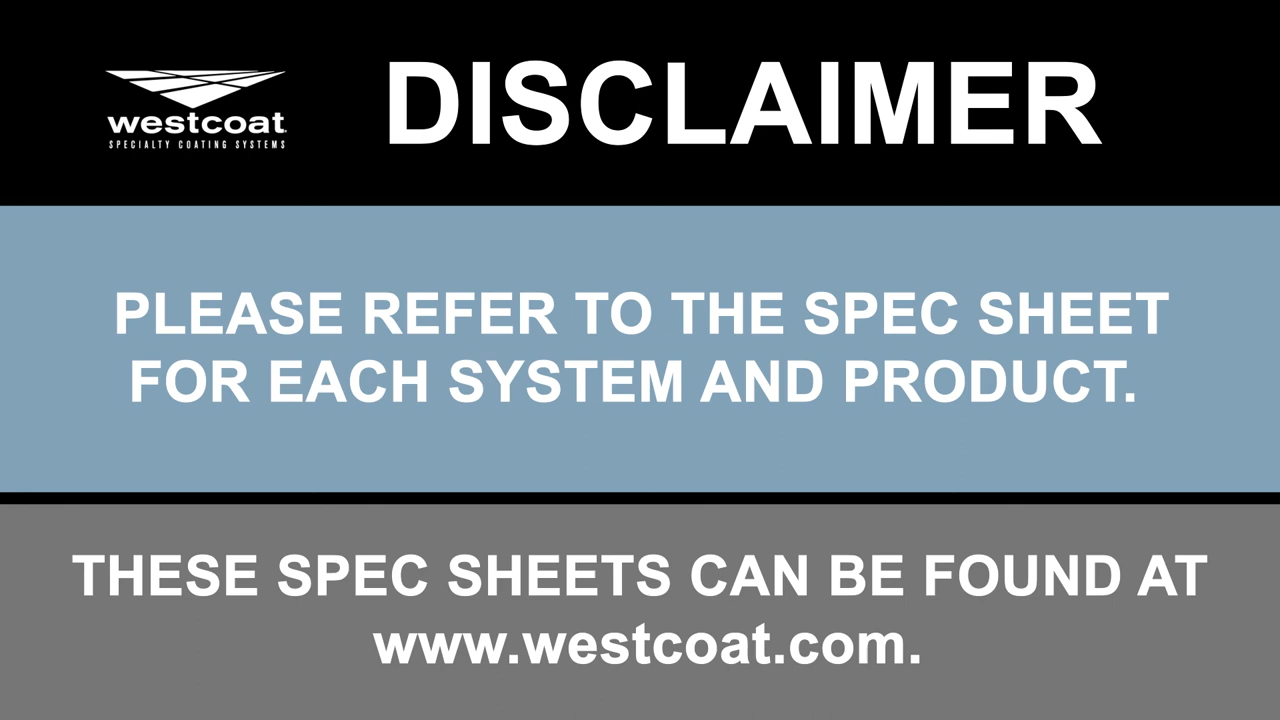 westcoat
SPECIALTY COATING SYSTEMS
DISCLAIMER
PLEASE REFER TO THE SPEC SHEET
FOR EACH SYSTEM AND PRODUCT.
THESE SPEC SHEETS CAN BE FOUND AT
www.westcoat.com.